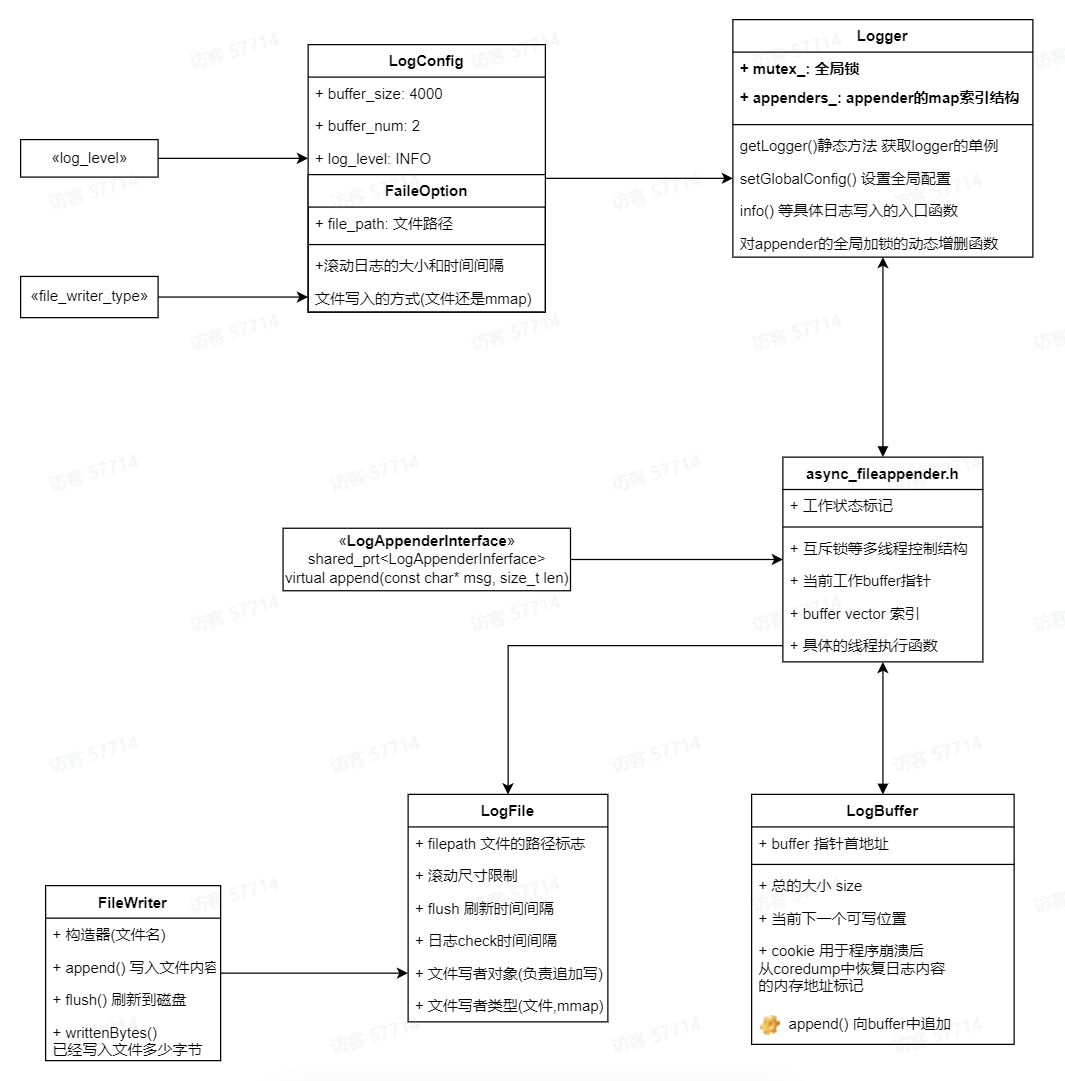 LogConfig
+ buffer_size: 4000
+ buffer_num: 2
+ log_level: INFO
FaileOption
+ file_path: 文件路径
+滚动日志的大小和时间间隔
文件写入的方式(文件还是mmap)
«log_level»
«file_writer_type»
Logger
+ mutex_: 全局锁
+ appenders_: appender的map索引结构
getLogger()静态方法 获取logger的单例
setGlobalConfig() 设置全局配置
info() 等具体日志写入的入口函数
对appender的全局加锁的动态增删函数
async_fileappender.h
+ 工作状态标记
+ 互斥锁等多线程控制结构
+ 当前工作buffer指针
+ buffer vector 索引
+ 具体的线程执行函数
«LogAppenderInterface»
shared_prt<LogAppenderInferface>
virtual append(const char* msg, size_t len)
LogFile
+ filepath 文件的路径标志
+ 滚动尺寸限制
+ flush 刷新时间间隔
+ 日志check时间间隔
+ 文件写者对象(负责追加写)
+ 文件写者类型(文件,mmap)
LogBuffer
+ buffer 指针首地址
+ 总的大小 size
+ 当前下一个可写位置
+ cookie 用于程序崩溃后
从coredump中恢复日志内容
的内存地址标记
append() 向buffer中追加
FileWriter
+ 构造器(文件名)
+ append() 写入文件内容
+ flush() 刷新到磁盘
+ writtenBytes()
已经写入文件多少字节
访客 57714